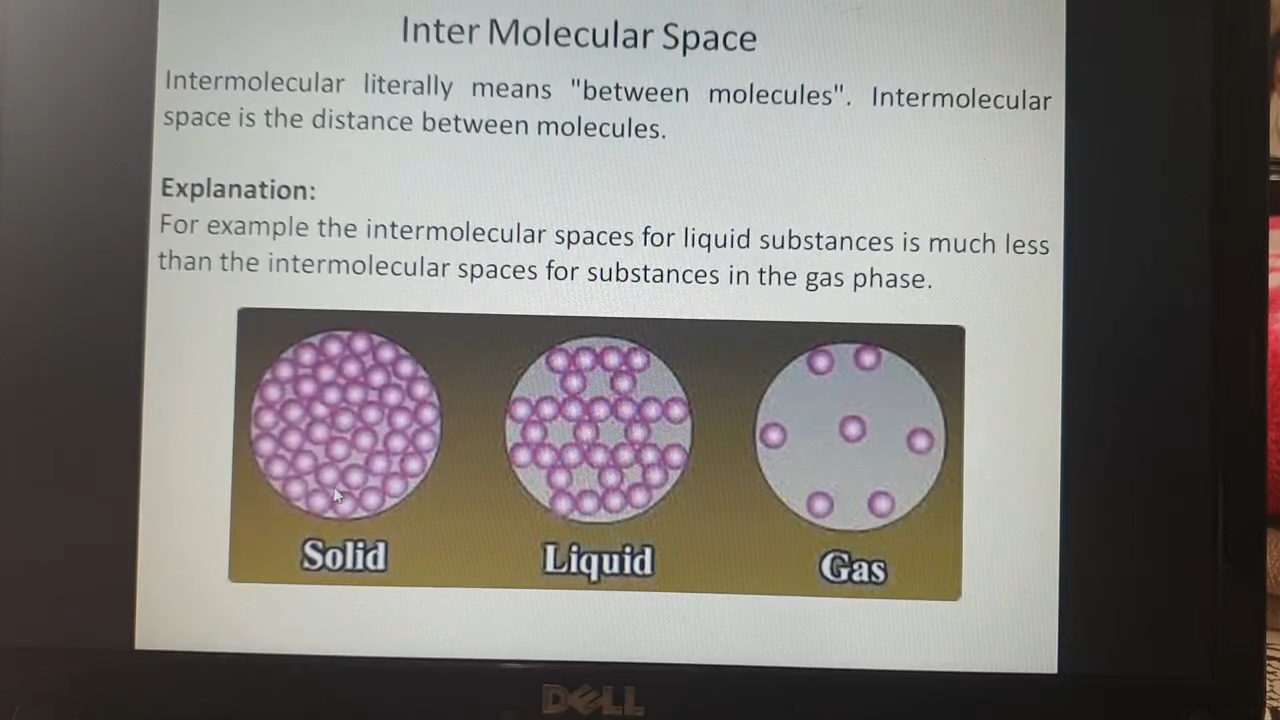 Inter Molecular Space
Intermolecular literally means "between molecules". Intermolecular
space is the distance between molecules.
Explanation:
For example the intermolecular spaces for liquid substances is much less
than the intermolecular spaces for substances in the gas phase.
Solid Liquid Gas
DELL